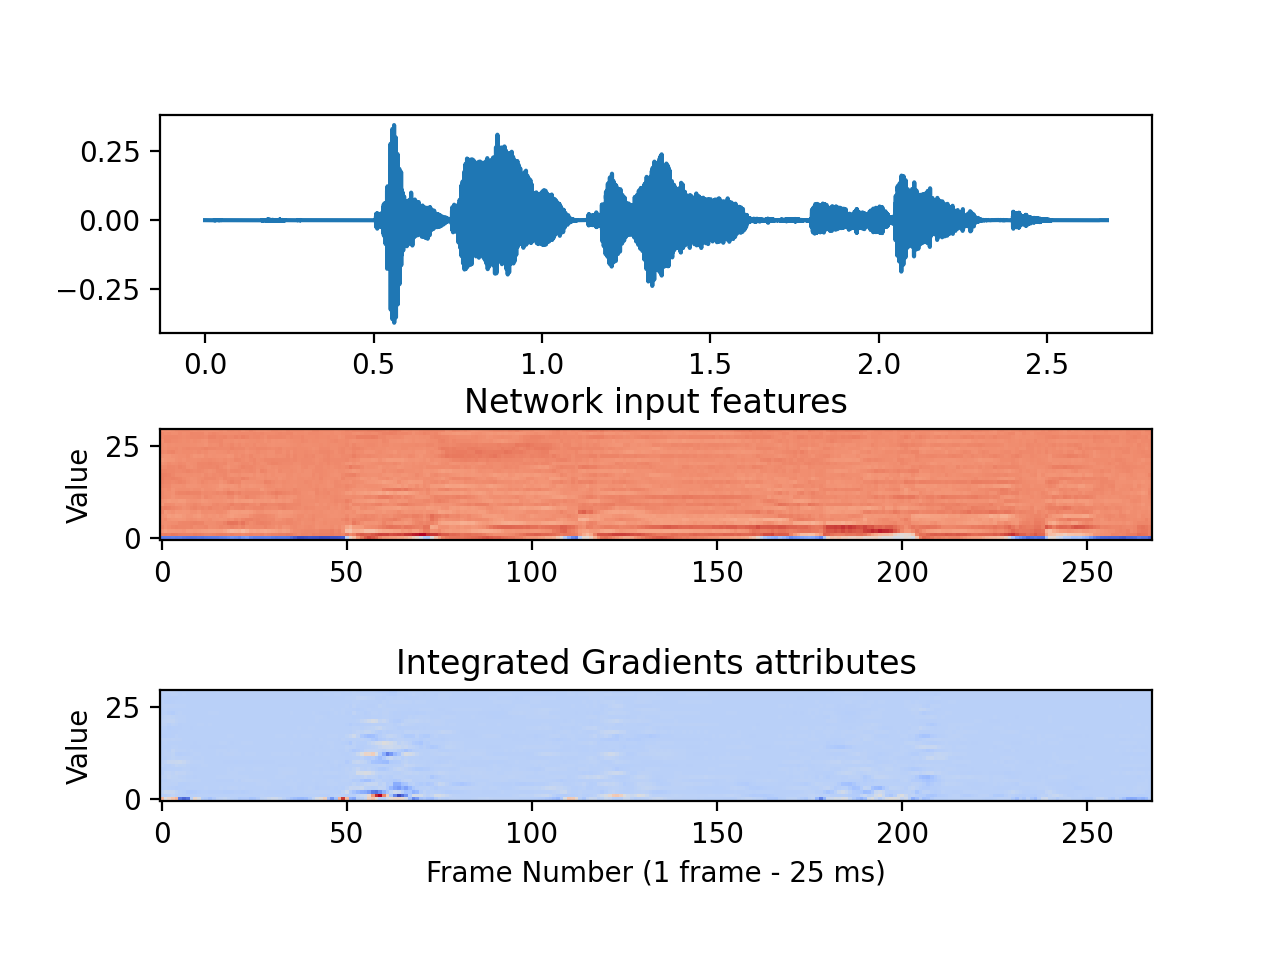 0.25
0.00
−0.25
0.0 0.5 1.0 1.5 2.0 2.5
Network input features
25
Value
0
0 50 100 150 200 250
Integrated Gradients attributes
25
Value
0
0 50 100 150 200 250
Frame Number (1 frame - 25 ms)